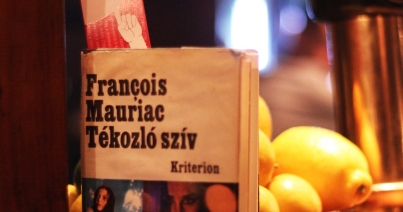 François
Mauriac
Tékozló szív
Kriterion